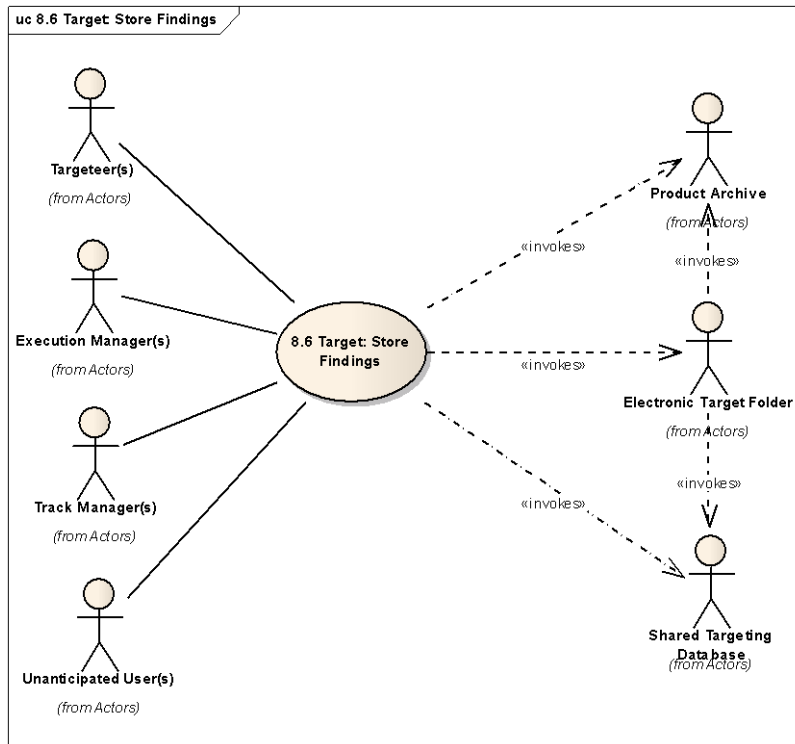 uc 8.6 Target: Store Findings
Targeteer(s)
(from Actors)
Execution Manager(s)
(from Actors)
Track Manager(s)
(from Actors)
Unanticipated User(s)
(from Actors)
8.6 Target: Store
Findings
«invokes»
«invokes»
«invokes»
Product Archive
(from Actors)
«invokes»
Electronic Target Folder
(from Actors)
«invokes»
Shared Targeting
Database
(from Actors)